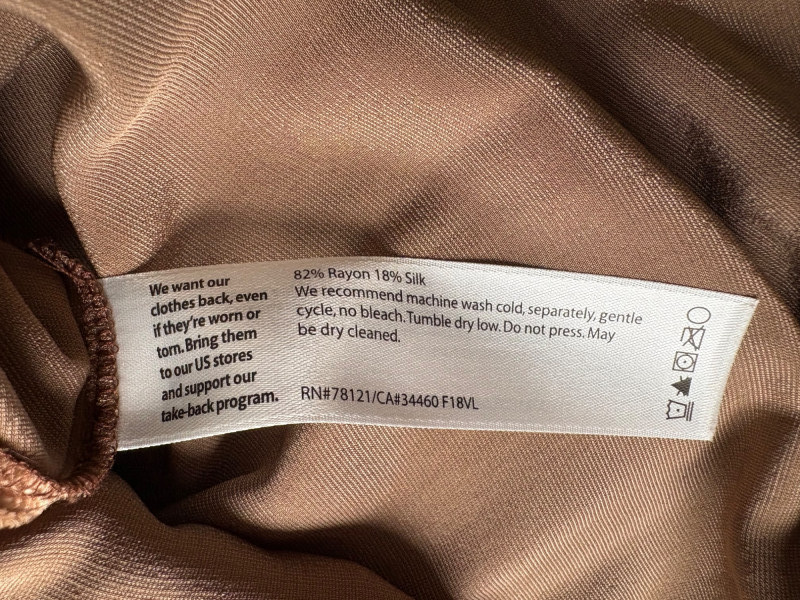 We want our
clothes back, even
if they're worn or
torn. Bring them
to our US stores
and support our
take-back program.
82% Rayon 18% Silk
We recommend machine wash cold, separately, gentle
cycle, no bleach. Tumble dry low. Do not press. May
be dry cleaned.
RN#78121/CA#34460 F18VL